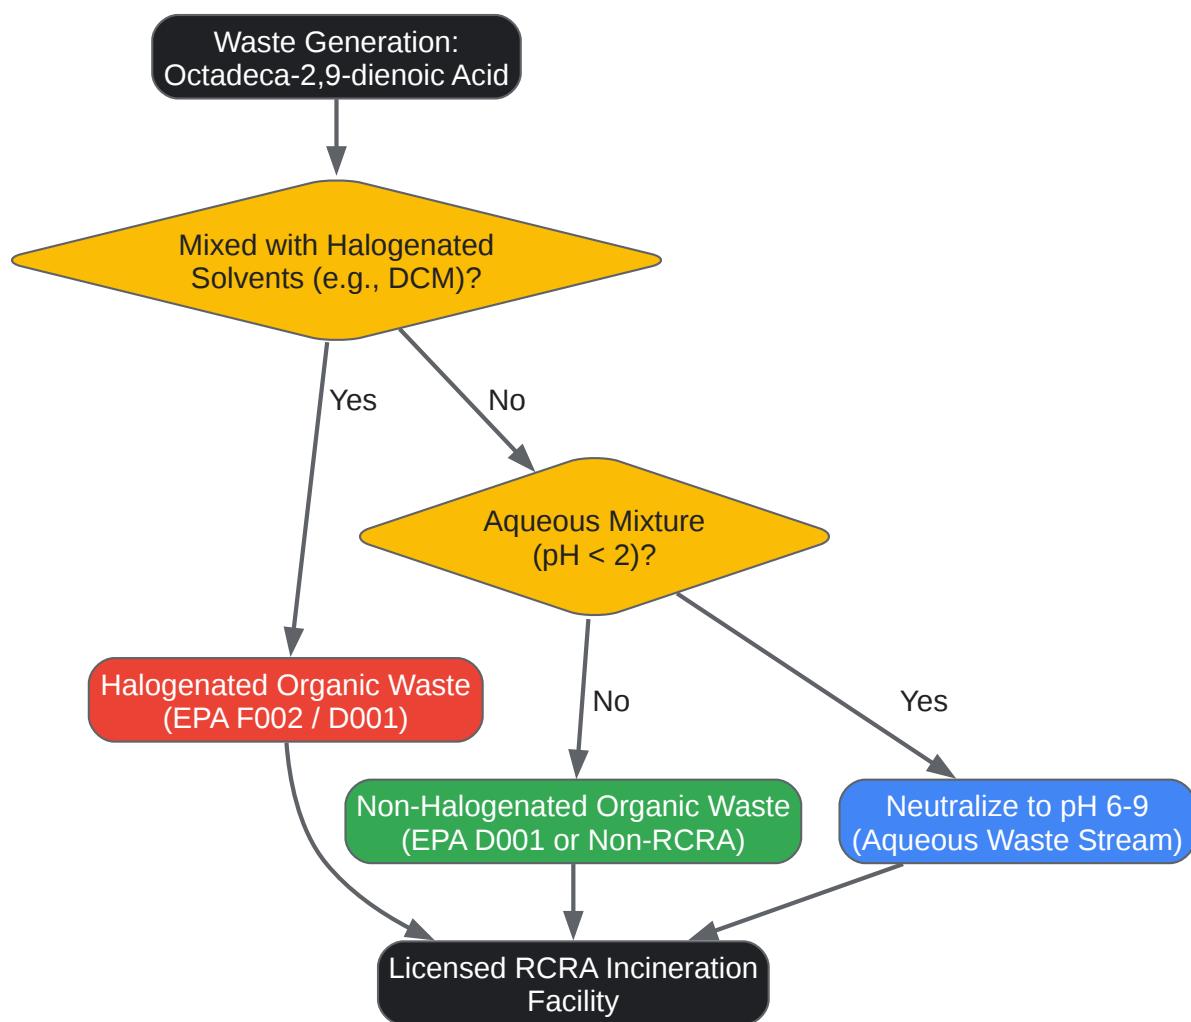 Waste Generation:
Octadeca-2,9-dienoic Acid
Mixed with Halogenated
Solvents (e.g., DCM)?
Yes
No
Aqueous Mixture
(pH < 2)?
Halogenated Organic Waste
(EPA F002 / D001)
No
Yes
Non-Halogenated Organic Waste
(EPA D001 or Non-RCRA)
Neutralize to pH 6-9
(Aqueous Waste Stream)
Licensed RCRA Incineration
Facility